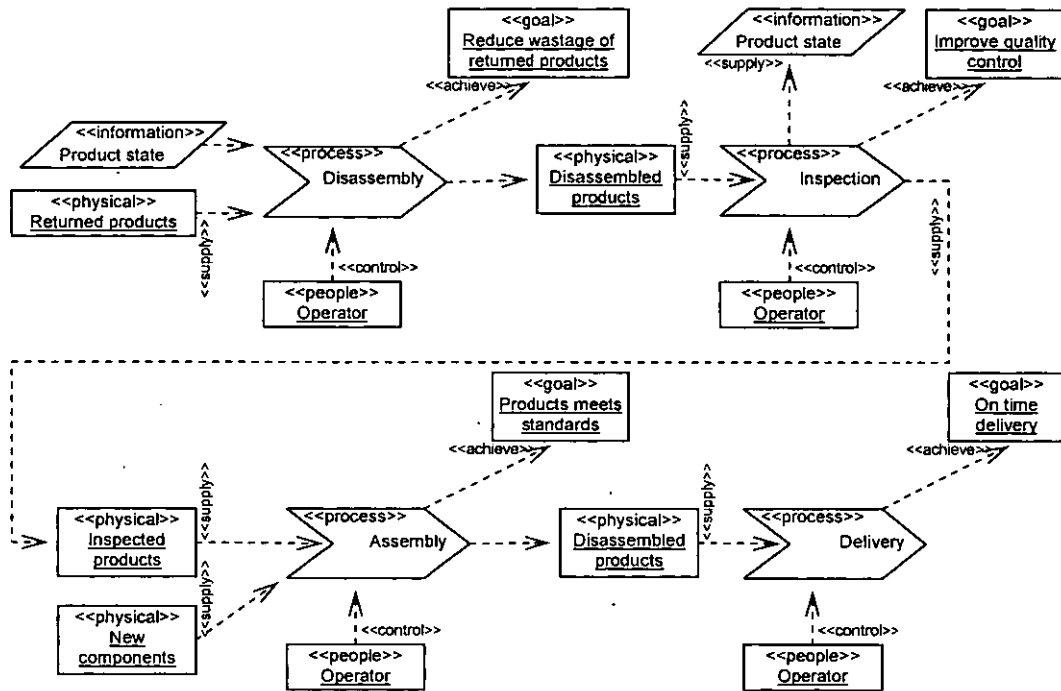 <<goal>>
Reduce wastage of
returned products
<<achieve>>
<<information>>
Product state
<<supply>>
<<goal>>
Improve quality
control
<<achieve>>
<<information>>
Product state
<<physical>>
Returned products
<<supply>>
<<process>>
Disassembly
<<physical>>
Disassembled
products
<<supply>>
<<process>>
Inspection
<<supply>>
<<control>>
<<people>>
Operator
<<control>>
<<people>>
Operator
<<goal>>
Products meets
standards
<<achieve>>
<<goal>>
On time
delivery
<<achieve>>
<<physical>>
Inspected
products
<<supply>>
<<physical>>
New
components
<<supply>>
<<process>>
Assembly
<<physical>>
Disassembled
products
<<supply>>
<<process>>
Delivery
<<control>>
<<people>>
Operator
<<control>>
<<people>>
Operator